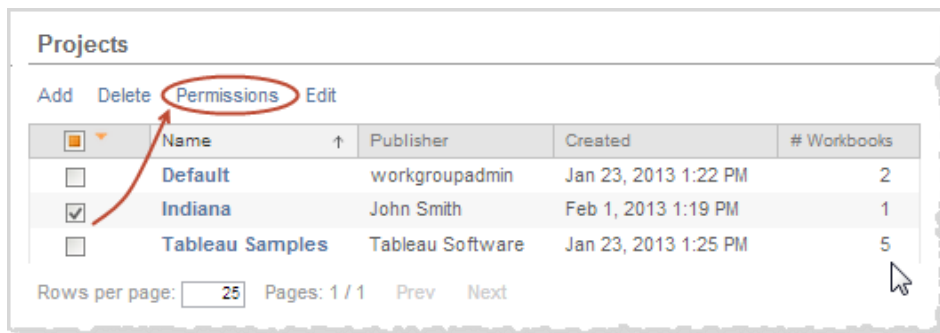 Projects
Add Delete Permissions Edit
Name ↑ Publisher Created # Workbooks
Default workgroupadmin Jan 23, 2013 1:22 PM 2
Indiana John Smith Feb 1, 2013 1:19 PM 1
Tableau Samples Tableau Software Jan 23, 2013 1:25 PM 5
Rows per page: 25 Pages: 1 / 1 Prev Next